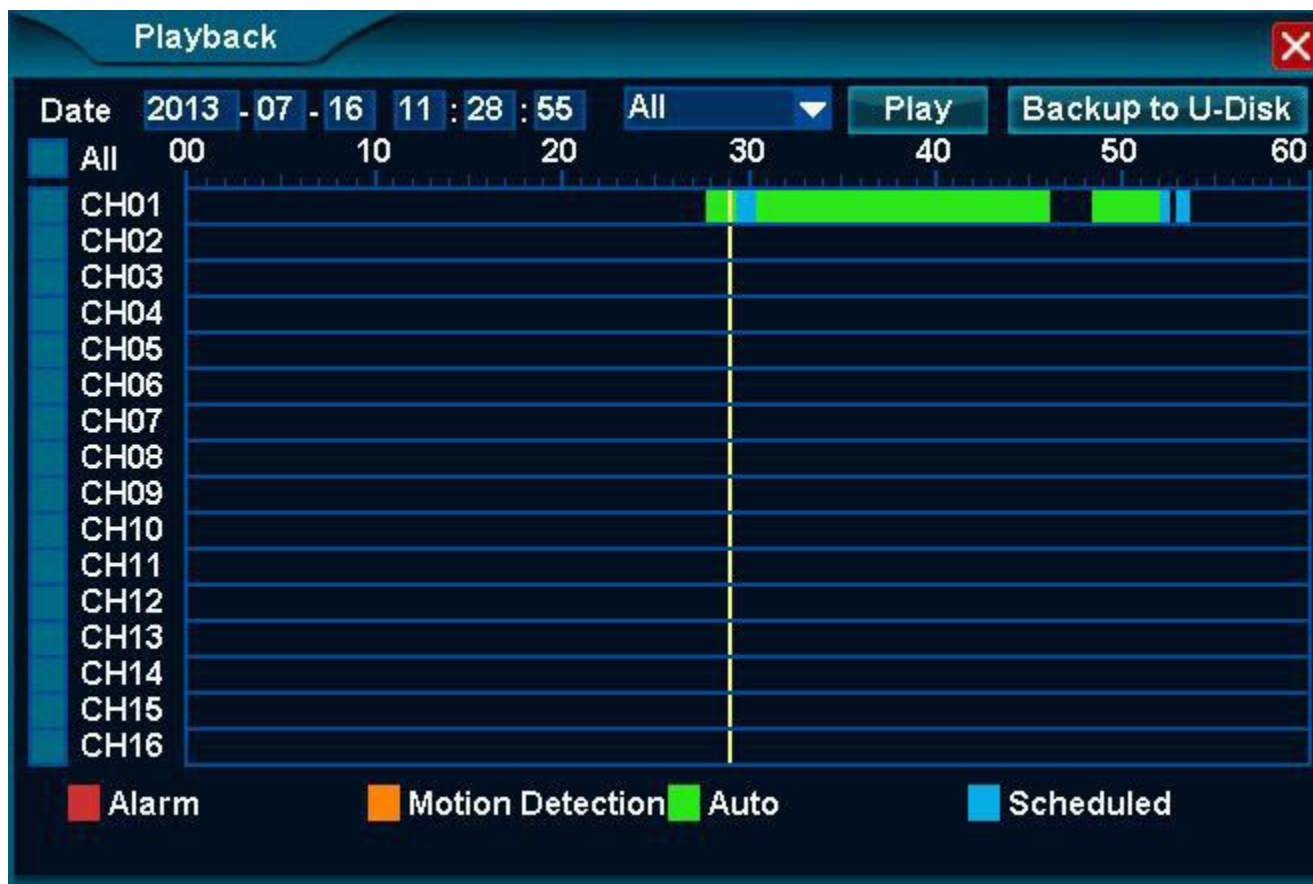 Playback
Date 2013 - 07 - 16 11 : 28 : 55 All Play Backup to U-Disk
All 00 10 20 30 40 50 60
CH01
CH02
CH03
CH04
CH05
CH06
CH07
CH08
CH09
CH10
CH11
CH12
CH13
CH14
CH15
CH16
Alarm Motion Detection Auto Scheduled